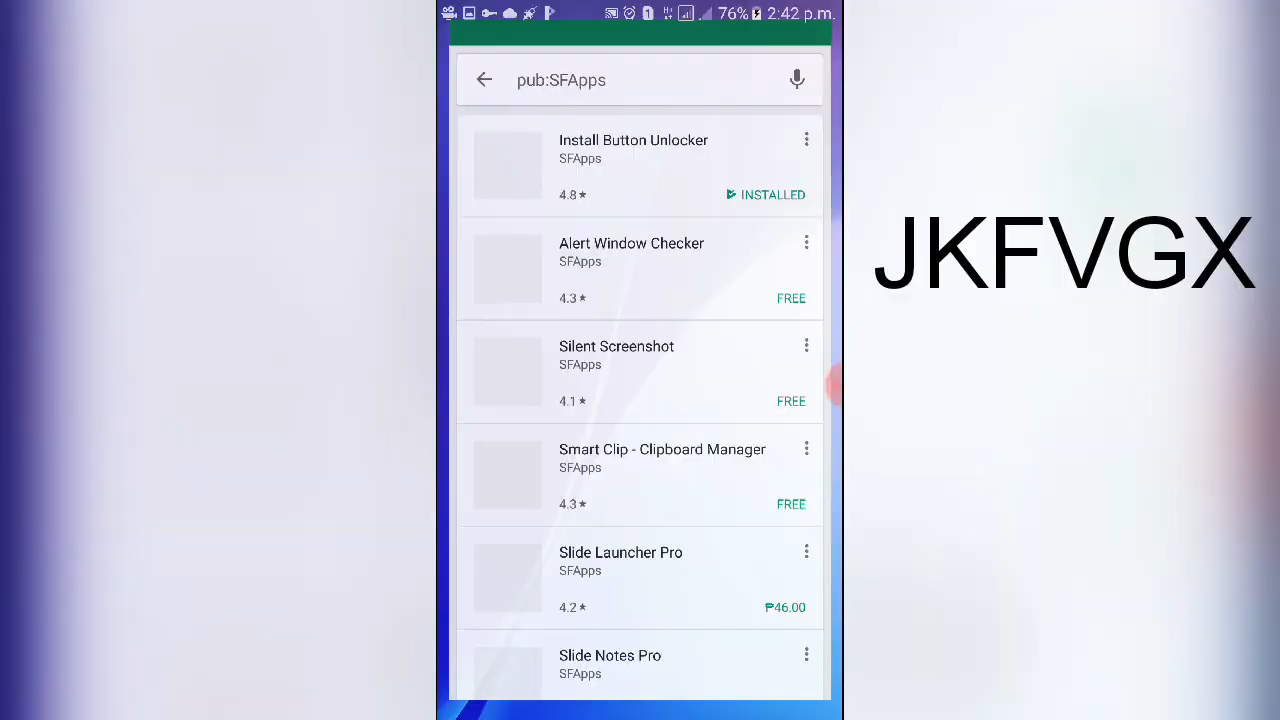 76% 2:42 p.m.
pub:SFApps
Install Button Unlocker
SFApps
4.8★ INSTALLED
Alert Window Checker
SFApps
4.3★ FREE
Silent Screenshot
SFApps
4.1★ FREE
Smart Clip - Clipboard Manager
SFApps
4.3★ FREE
Slide Launcher Pro
SFApps
4.2★ ₱46.00
Slide Notes Pro
SFApps
JKFVGX